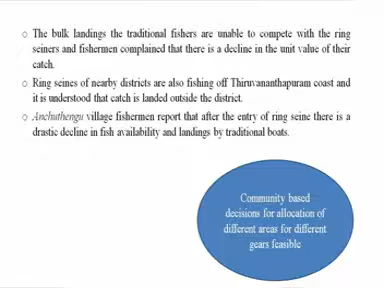 The bulk landings the traditional fishers are unable to compete with the ring
seiners and fishermen complained that there is a decline in the unit value of their
catch.
Ring seines of nearby districts are also fishing off Thiruvananthapuram coast and
it is understood that catch is landed outside the district.
Anchuthengu village fishermen report that after the entry of ring seine there is a
drastic decline in fish availability and landings by traditional boats.
Community based
decisions for allocation of
different areas for different
gears feasible